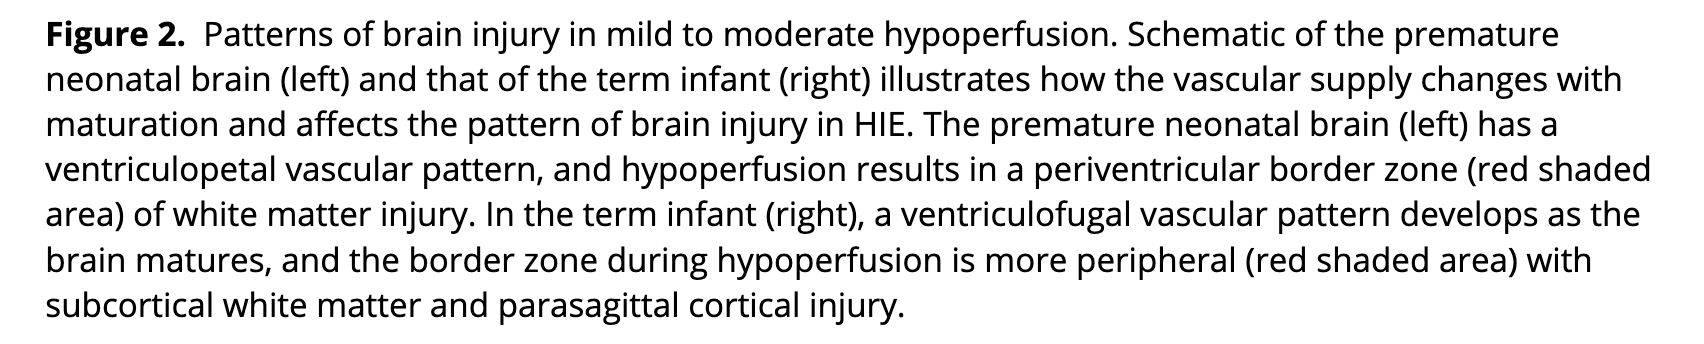 Figure 2. Patterns of brain injury in mild to moderate hypoperfusion. Schematic of the premature
neonatal brain (left) and that of the term infant (right) illustrates how the vascular supply changes with
maturation and affects the pattern of brain injury in HIE. The premature neonatal brain (left) has a
ventriculopetal vascular pattern, and hypoperfusion results in a periventricular border zone (red shaded
area) of white matter injury. In the term infant (right), a ventriculofugal vascular pattern develops as the
brain matures, and the border zone during hypoperfusion is more peripheral (red shaded area) with
subcortical white matter and parasagittal cortical injury.